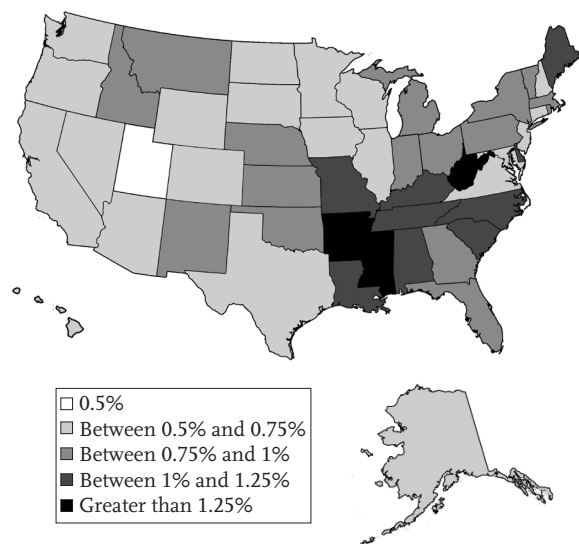 0.5%
Between 0.5% and 0.75%
Between 0.75% and 1%
Between 1% and 1.25%
Greater than 1.25%